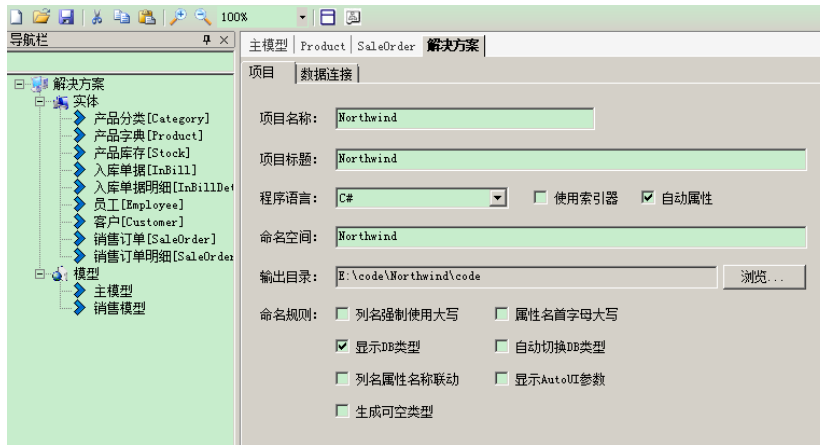 100%
导航栏
主模型 Product SaleOrder 解决方案
项目 数据连接
解决方案
实体
产品分类[Category]
产品字典[Product]
产品库存[Stock]
入库单据[InBill]
入库单据明细[InBillDet
员工[Employee]
客户[Customer]
销售订单[SaleOrder]
销售订单明细[SaleOrder
模型
主模型
销售模型
项目名称: Northwind
项目标题: Northwind
程序语言: C# 使用索引器 自动属性
命名空间: Northwind
输出目录: E:\code\Northwind\code 浏览...
命名规则: 列名强制使用大写 属性名首字母大写
显示DB类型 自动切换DB类型
列名属性名称联动 显示AutoUI参数
生成可空类型